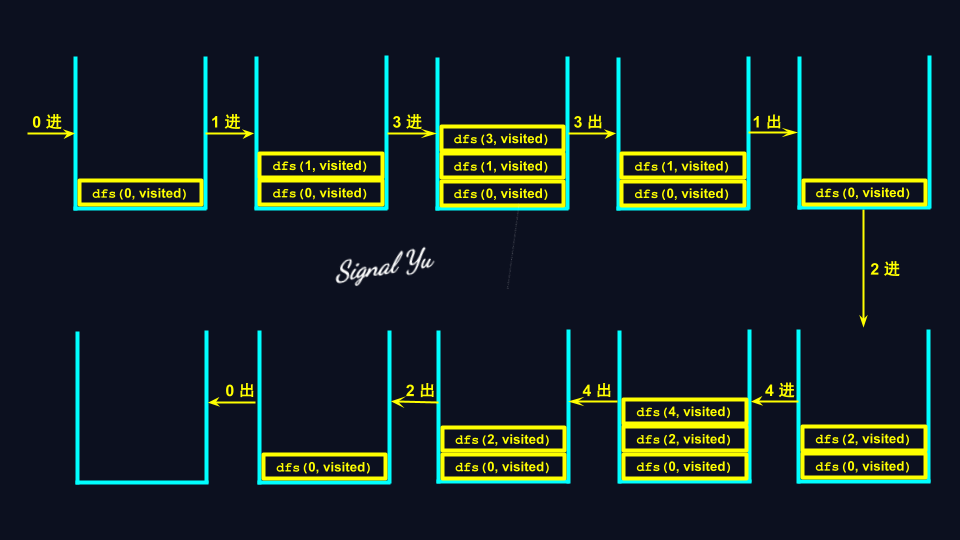 0 进
dfs(0, visited)
1 进
dfs(1, visited)
dfs(0, visited)
3 进
dfs(3, visited)
dfs(1, visited)
dfs(0, visited)
3 出
dfs(1, visited)
dfs(0, visited)
1 出
dfs(0, visited)
2 进
Signal Yu
dfs(2, visited)
dfs(0, visited)
4 进
dfs(4, visited)
dfs(2, visited)
dfs(0, visited)
4 出
dfs(2, visited)
dfs(0, visited)
2 出
dfs(0, visited)
0 出